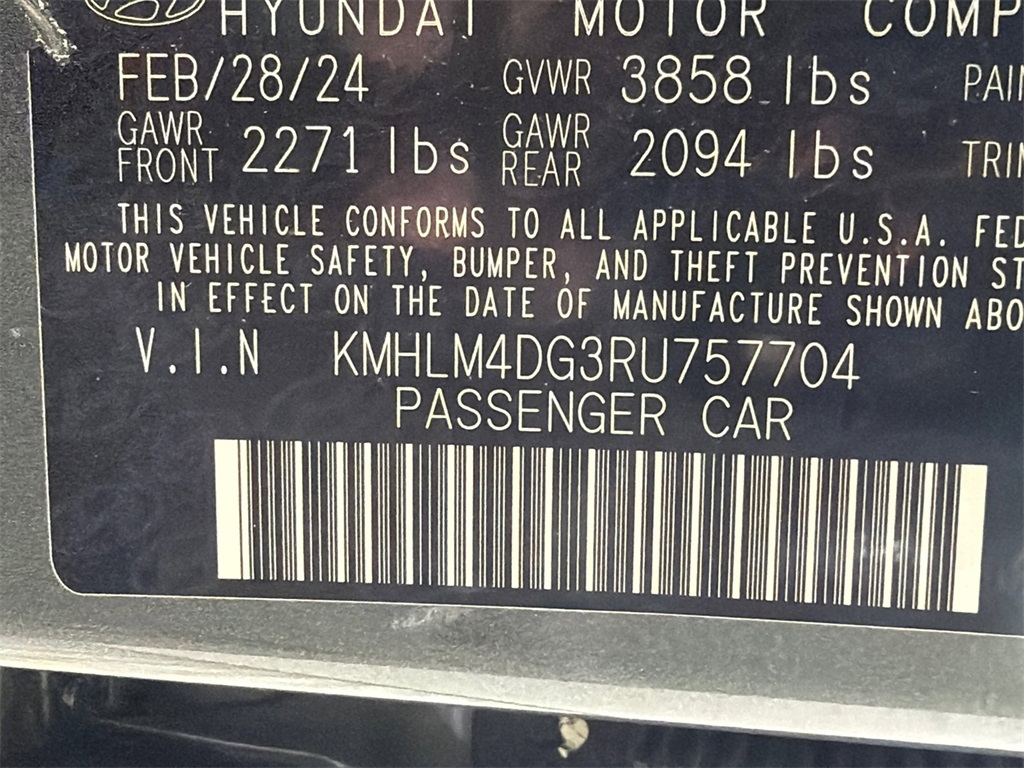 HYUNDAI MOTOR COMP
FEB/28/24 GVWR 3858 lbs PAIN
GAWR FRONT 2271 lbs GAWR REAR 2094 lbs TRIM
THIS VEHICLE CONFORMS TO ALL APPLICABLE U.S.A. FED
MOTOR VEHICLE SAFETY, BUMPER, AND THEFT PREVENTION ST
IN EFFECT ON THE DATE OF MANUFACTURE SHOWN ABO
V.I.N KMHLM4DG3RU757704
PASSENGER CAR